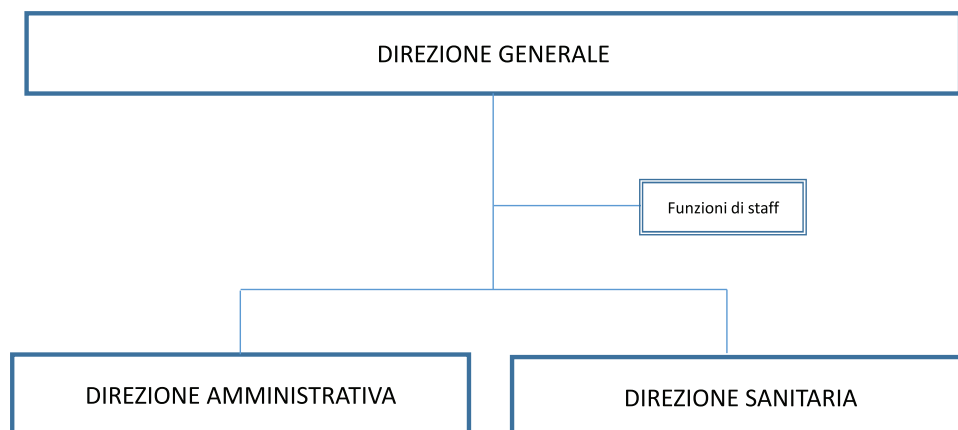 DIREZIONE GENERALE
Funzioni di staff
DIREZIONE AMMINISTRATIVA
DIREZIONE SANITARIA